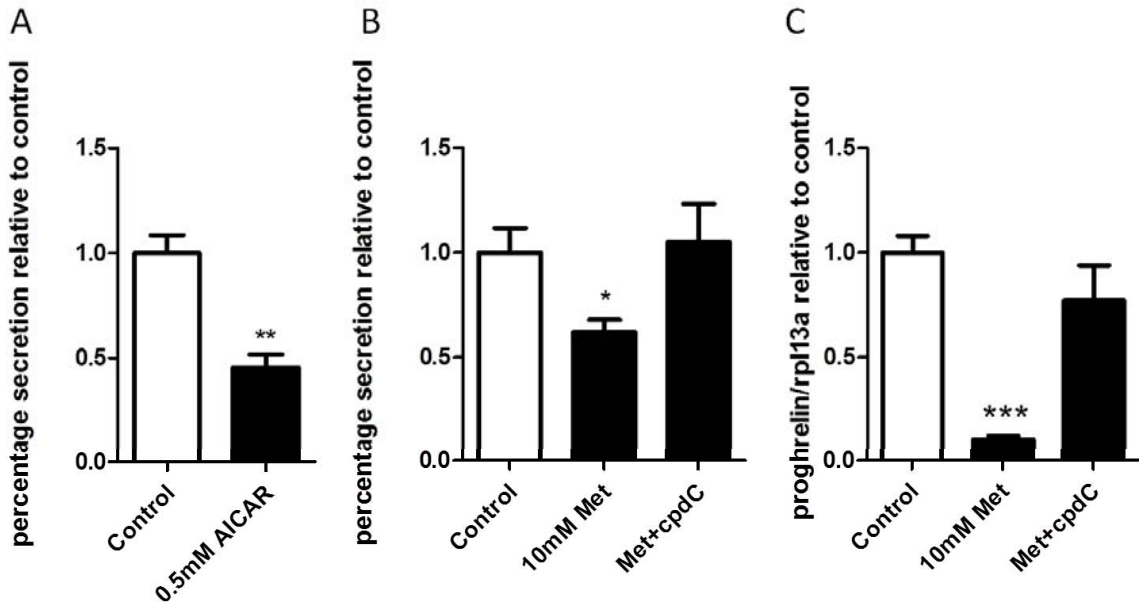 A
percentage secretion relative to control
1.5
1.0
0.5
0.0
**
Control
0.5mM AICAR
B
percentage secretion relative to control
1.5
1.0
0.5
0.0
*
Control
10mM Met
Met+cpdC
C
proghrelin/rpl13a relative to control
1.5
1.0
0.5
0.0
***
Control
10mM Met
Met+cpdC